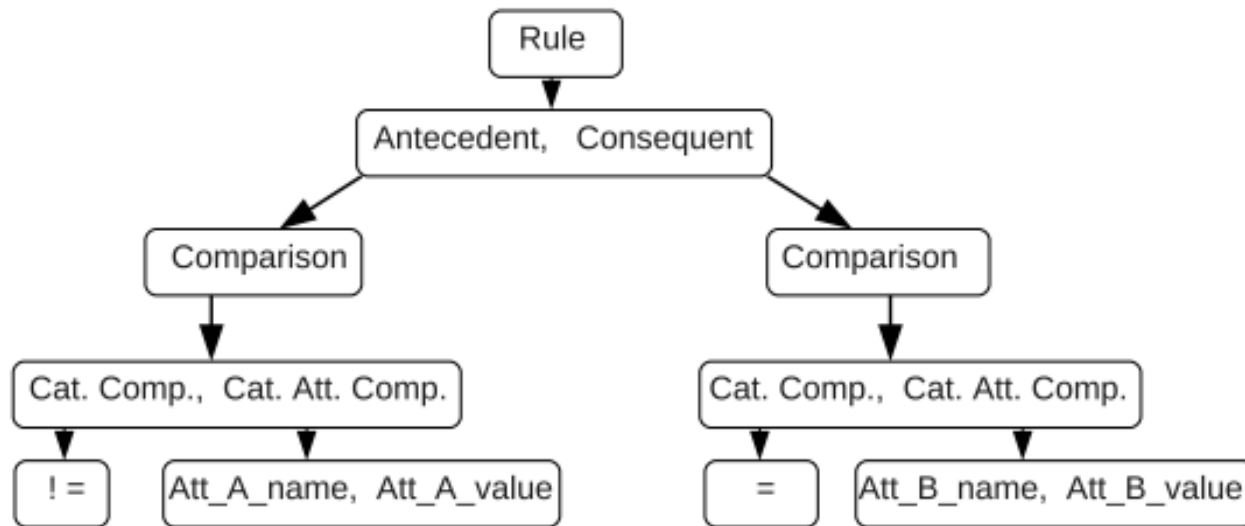 Rule
Antecedent, Consequent
Comparison
Comparison
Cat. Comp., Cat. Att. Comp.
Cat. Comp., Cat. Att. Comp.
! =
Att_A_name, Att_A_value
=
Att_B_name, Att_B_value